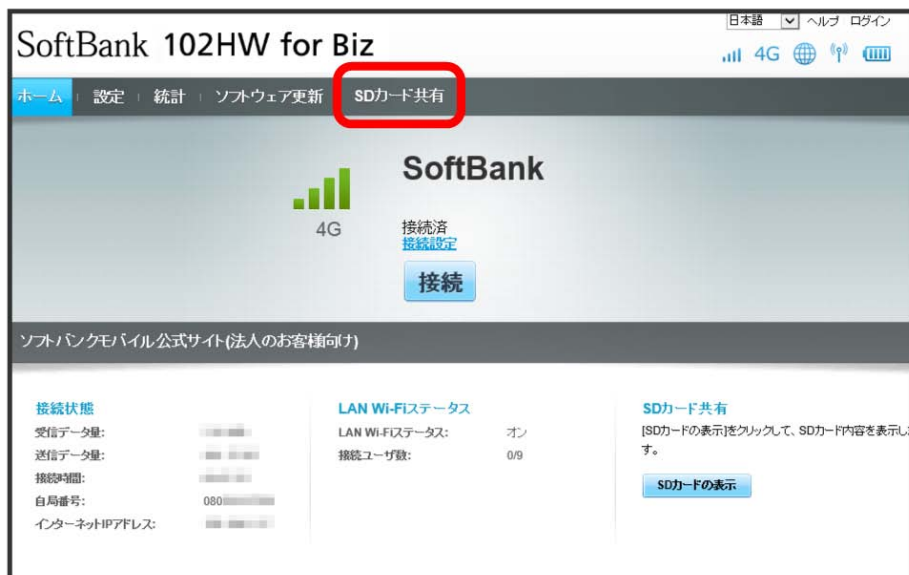 日本語 ヘルプ ログイン
SoftBank 102HW for Biz
4G
ホーム 設定 統計 ソフトウェア更新 SDカード共有
SoftBank
4G
接続済
接続設定
接続
ソフトバンクモバイル公式サイト(法人のお客様向け)
接続状態
受信データ量:
送信データ量:
接続時間:
自局番号: 080
インターネットIPアドレス:
LAN Wi-Fiステータス
LAN Wi-Fiステータス: オン
接続ユーザ数: 0/9
SDカード共有
[SDカードの表示]をクリックして、SDカード内容を表示し
す。
SDカードの表示